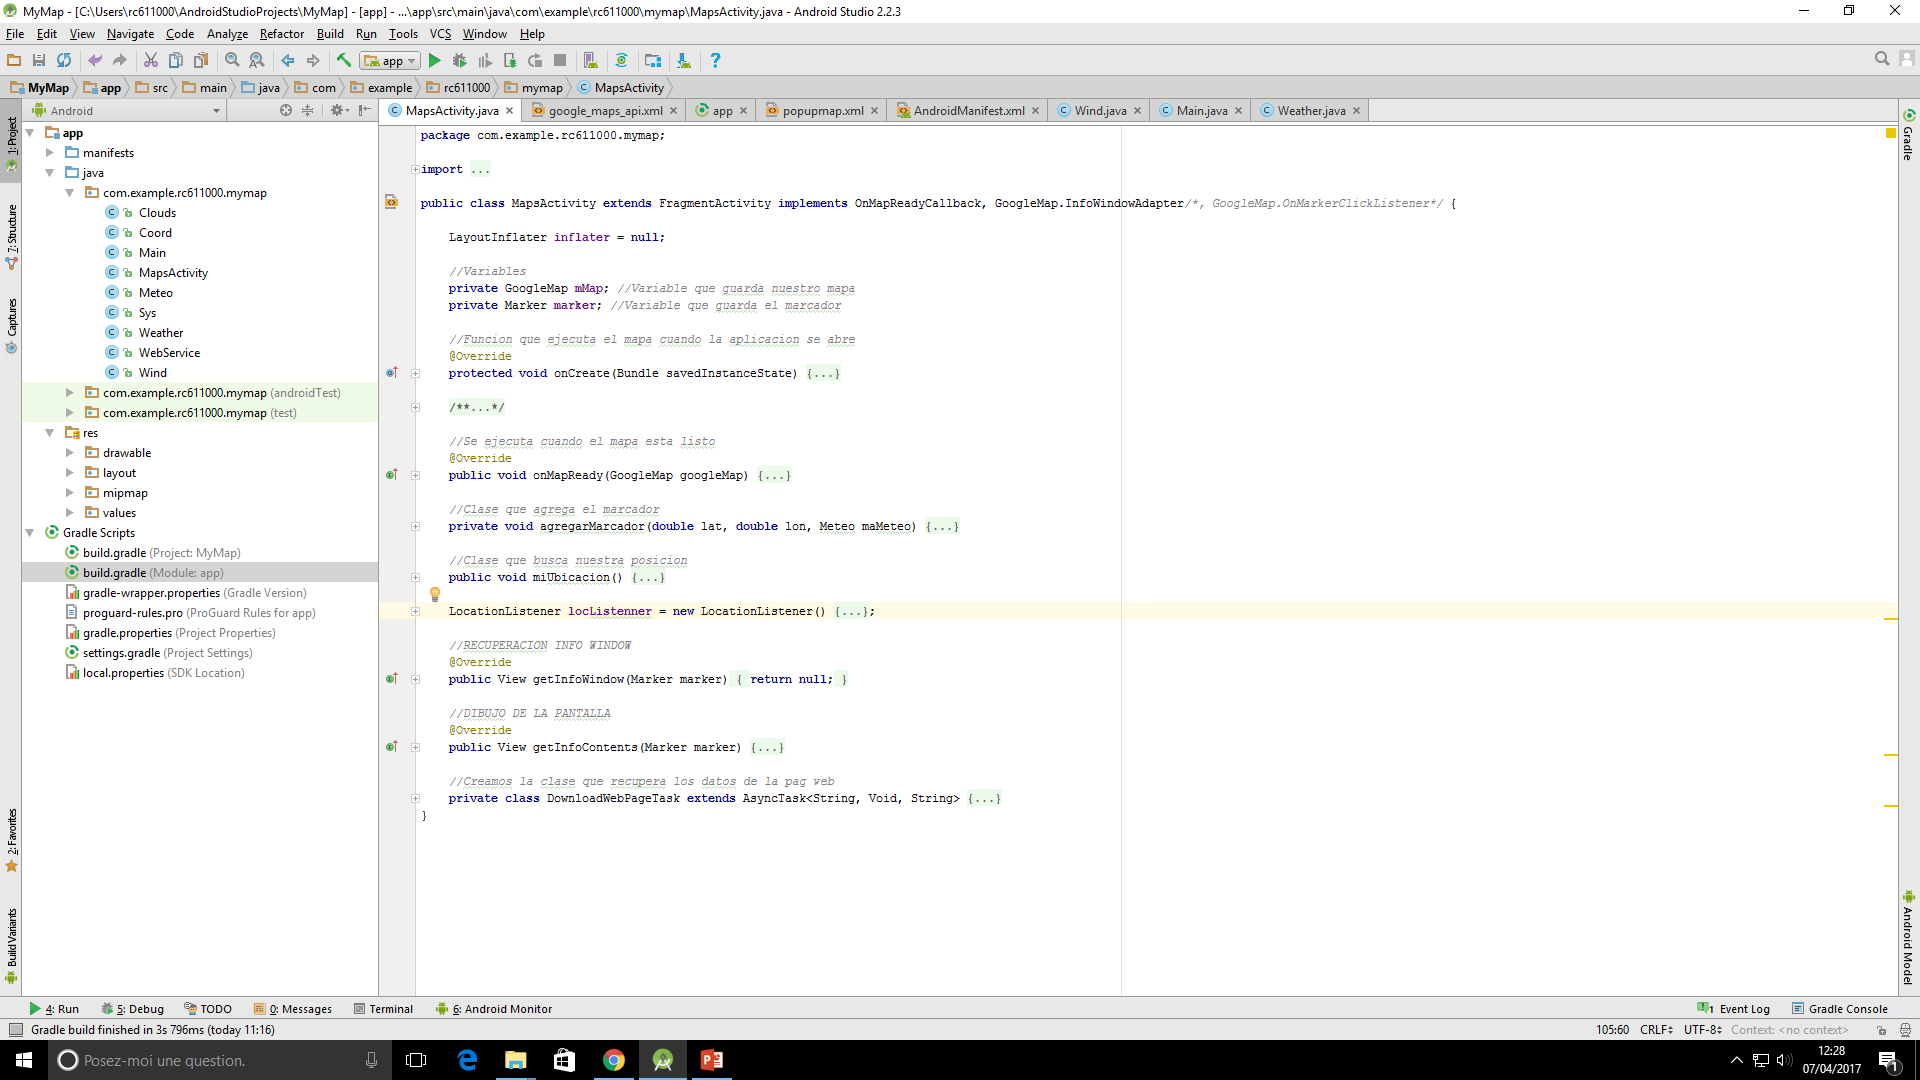 MyMap - [C:\Users\rc611000\AndroidStudioProjects\MyMap] - [app] - ...\app\src\main\java\com\example\rc611000\mymap\MapsActivity.java - Android Studio 2.2.3
File Edit View Navigate Code Analyze Refactor Build Run Tools VCS Window Help
app
MyMap app src main java com example rc611000 mymap MapsActivity
Android
MapsActivity.java google_maps_api.xml app popupmap.xml AndroidManifest.xml Wind.java Main.java Weather.java
1: Project
7: Structure
Captures
2: Favorites
Build Variants
app
manifests
java
com.example.rc611000.mymap
Clouds
Coord
Main
MapsActivity
Meteo
Sys
Weather
WebService
Wind
com.example.rc611000.mymap (androidTest)
com.example.rc611000.mymap (test)
res
drawable
layout
mipmap
values
Gradle Scripts
build.gradle (Project: MyMap)
build.gradle (Module: app)
gradle-wrapper.properties (Gradle Version)
proguard-rules.pro (ProGuard Rules for app)
gradle.properties (Project Properties)
settings.gradle (Project Settings)
local.properties (SDK Location)
package com.example.rc611000.mymap;
import ...
public class MapsActivity extends FragmentActivity implements OnMapReadyCallback, GoogleMap.InfoWindowAdapter/*, GoogleMap.OnMarkerClickListener*/ {
LayoutInflater inflater = null;
//Variables
private GoogleMap mMap; //Variable que guarda nuestro mapa
private Marker marker; //Variable que guarda el marcador
//Funcion que ejecuta el mapa cuando la aplicacion se abre
@Override
protected void onCreate(Bundle savedInstanceState) {...}
/**...*/
//Se ejecuta cuando el mapa esta listo
@Override
public void onMapReady(GoogleMap googleMap) {...}
//Clase que agrega el marcador
private void agregarMarcador(double lat, double lon, Meteo maMeteo) {...}
//Clase que busca nuestra posicion
public void miUbicacion() {...}
LocationListener locListenner = new LocationListener() {...};
//RECUPERACION INFO WINDOW
@Override
public View getInfoWindow(Marker marker) { return null; }
//DIBUJO DE LA PANTALLA
@Override
public View getInfoContents(Marker marker) {...}
//Creamos la clase que recupera los datos de la pag web
private class DownloadWebPageTask extends AsyncTask<String, Void, String> {...}
}
Gradle
Android Model
4: Run 5: Debug TODO 0: Messages Terminal 6: Android Monitor 1 Event Log Gradle Console
Gradle build finished in 3s 796ms (today 11:16) 105:60 CRLF UTF-8 Context: <no context>
Posez-moi une question.
12:28
07/04/2017
1